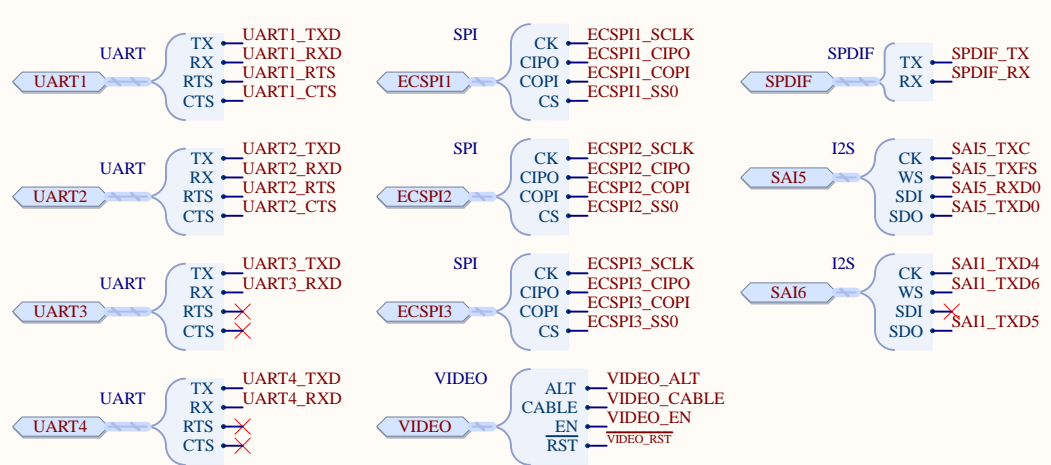 UART
UART1
TX UART1_TXD
RX UART1_RXD
RTS UART1_RTS
CTS UART1_CTS
SPI
ECSPI1
CK ECSPI1_SCLK
CIPO ECSPI1_CIPO
COPI ECSPI1_COPI
CS ECSPI1_SS0
SPDIF
SPDIF
TX SPDIF_TX
RX SPDIF_RX
UART
UART2
TX UART2_TXD
RX UART2_RXD
RTS UART2_RTS
CTS UART2_CTS
SPI
ECSPI2
CK ECSPI2_SCLK
CIPO ECSPI2_CIPO
COPI ECSPI2_COPI
CS ECSPI2_SS0
I2S
SAI5
CK SAI5_TXC
WS SAI5_TXFS
SDI SAI5_RXD0
SDO SAI5_TXD0
UART
UART3
TX UART3_TXD
RX UART3_RXD
RTS
CTS
SPI
ECSPI3
CK ECSPI3_SCLK
CIPO ECSPI3_CIPO
COPI ECSPI3_COPI
CS ECSPI3_SS0
I2S
SAI6
CK SAI1_TXD4
WS SAI1_TXD6
SDI
SDO SAI1_TXD5
UART
UART4
TX UART4_TXD
RX UART4_RXD
RTS
CTS
VIDEO
VIDEO
ALT VIDEO_ALT
CABLE VIDEO_CABLE
EN VIDEO_EN
RST VIDEO_RST